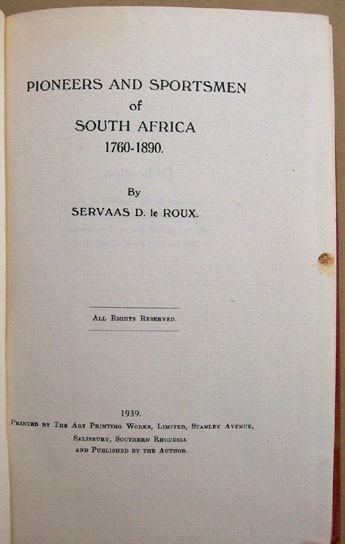 PIONEERS AND SPORTSMEN
of
SOUTH AFRICA
1760-1890.
By
SERVAAS D. le ROUX.
ALL RIGHTS RESERVED.
1939.
PRINTED BY THE ART PRINTING WORKS, LIMITED, STANLEY AVENUE,
SALISBURY, SOUTHERN RHODESIA
AND PUBLISHED BY THE AUTHOR.